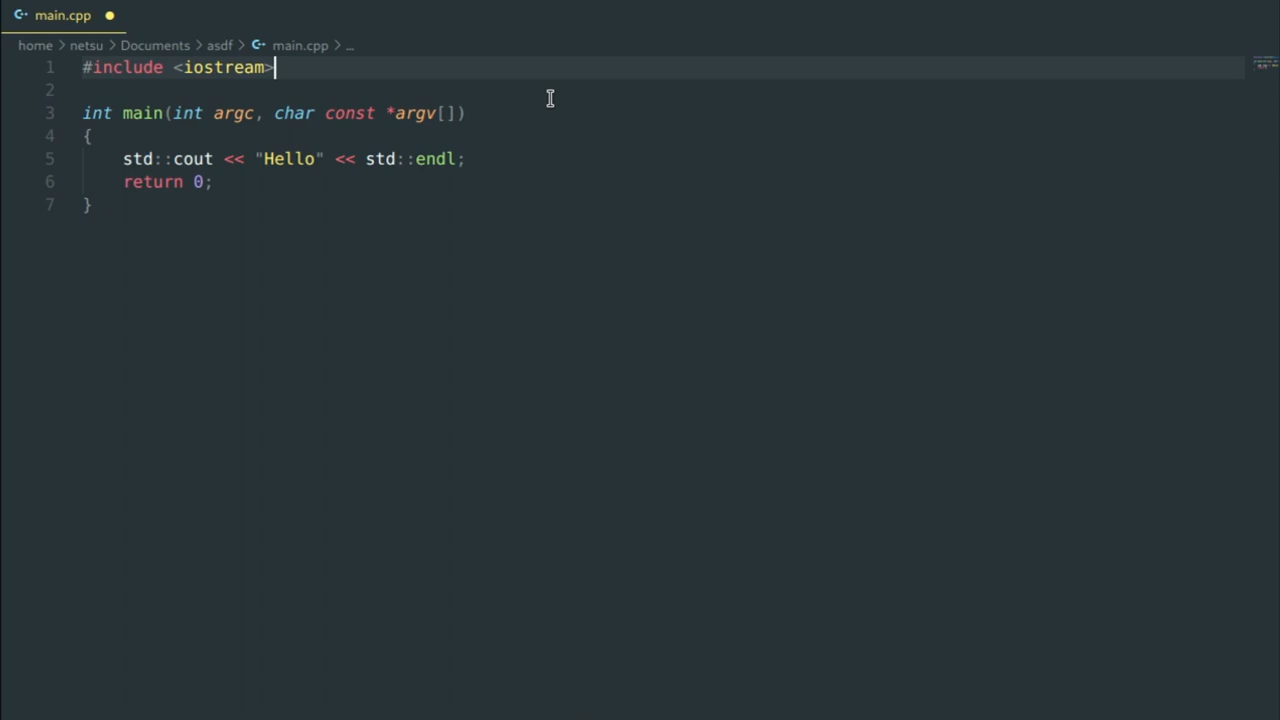 main.cpp
home > netsu > Documents > asdf > main.cpp > ...
1 #include <iostream>
2
3 int main(int argc, char const *argv[])
4 {
5     std::cout << "Hello" << std::endl;
6     return 0;
7 }